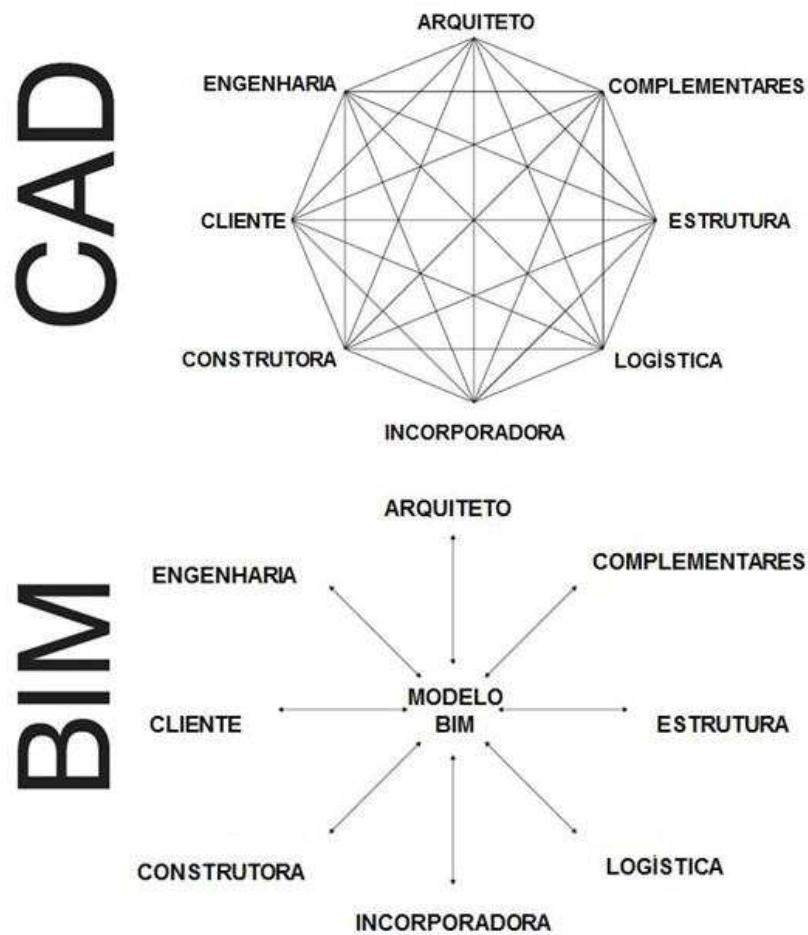 CAD
ARQUITETO
ENGENHARIA
COMPLEMENTARES
CLIENTE
ESTRUTURA
CONSTRUTORA
LOGÍSTICA
INCORPORADORA
BIM
ARQUITETO
ENGENHARIA
COMPLEMENTARES
MODELO
BIM
CLIENTE
ESTRUTURA
CONSTRUTORA
LOGÍSTICA
INCORPORADORA